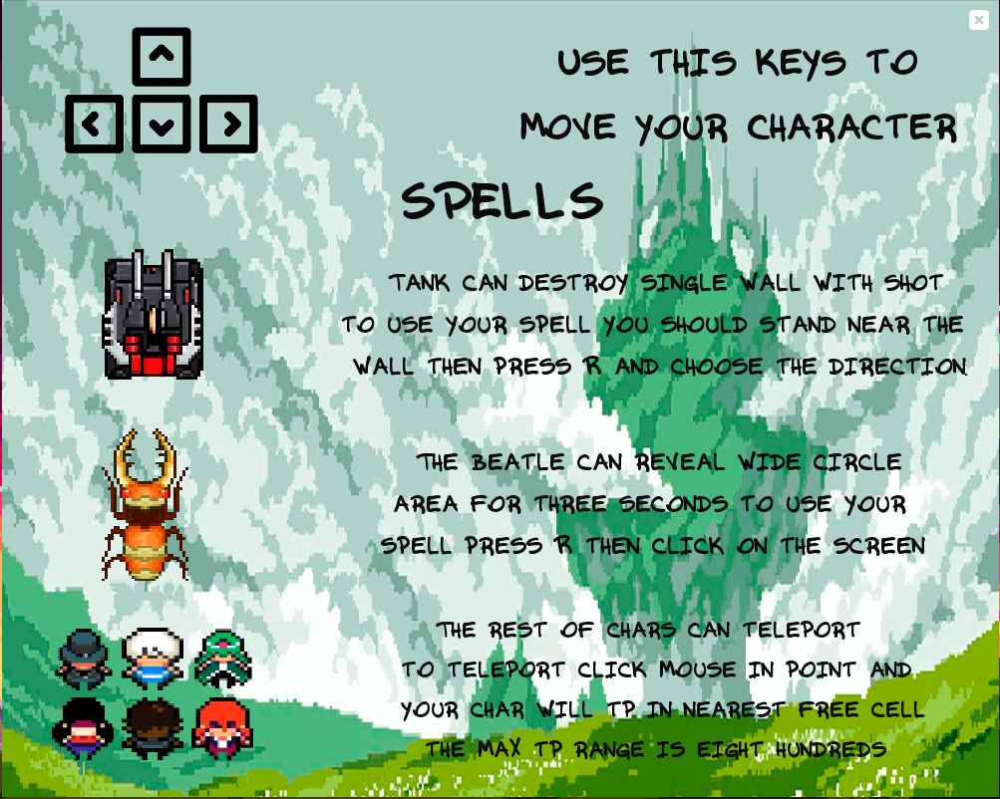 USE THIS KEYS TO
MOVE YOUR CHARACTER
SPELLS
TANK CAN DESTROY SINGLE WALL WITH SHOT
TO USE YOUR SPELL YOU SHOULD STAND NEAR THE
WALL THEN PRESS R AND CHOOSE THE DIRECTION.
THE BEATLE CAN REVEAL WIDE CIRCLE
AREA FOR THREE SECONDS TO USE YOUR
SPELL PRESS R THEN CLICK ON THE SCREEN
THE REST OF CHARS CAN TELEPORT
TO TELEPORT CLICK MOUSE IN POINT AND
YOUR CHAR WILL TP IN NEAREST FREE CELL
THE MAX TP RANGE IS EIGHT HUNDREDS